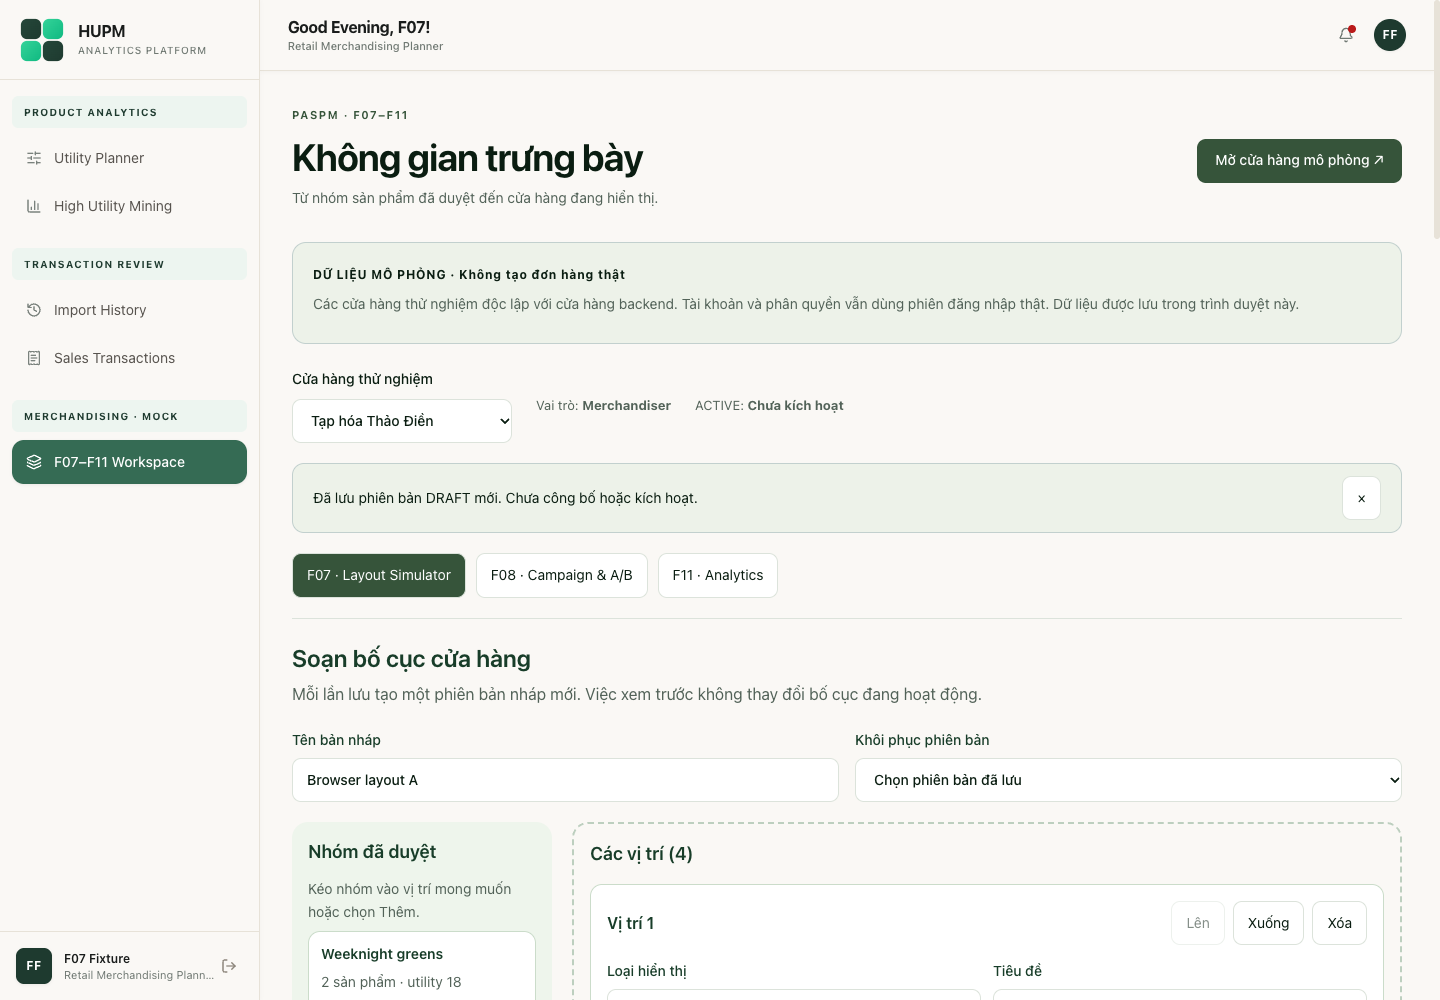 HUPM
ANALYTICS PLATFORM
PRODUCT ANALYTICS
Utility Planner
High Utility Mining
TRANSACTION REVIEW
Import History
Sales Transactions
MERCHANDISING · MOCK
F07–F11 Workspace
FF
F07 Fixture
Retail Merchandising Plann...
Good Evening, F07!
Retail Merchandising Planner
FF
PASPM · F07–F11
Không gian trưng bày
Từ nhóm sản phẩm đã duyệt đến cửa hàng đang hiển thị.
Mở cửa hàng mô phỏng ↗
DỮ LIỆU MÔ PHỎNG · Không tạo đơn hàng thật
Các cửa hàng thử nghiệm độc lập với cửa hàng backend. Tài khoản và phân quyền vẫn dùng phiên đăng nhập thật. Dữ liệu được lưu trong trình duyệt này.
Cửa hàng thử nghiệm
Tạp hóa Thảo Điền
Vai trò: Merchandiser
ACTIVE: Chưa kích hoạt
Đã lưu phiên bản DRAFT mới. Chưa công bố hoặc kích hoạt.
×
F07 · Layout Simulator
F08 · Campaign & A/B
F11 · Analytics
Soạn bố cục cửa hàng
Mỗi lần lưu tạo một phiên bản nháp mới. Việc xem trước không thay đổi bố cục đang hoạt động.
Tên bản nháp
Browser layout A
Khôi phục phiên bản
Chọn phiên bản đã lưu
Nhóm đã duyệt
Kéo nhóm vào vị trí mong muốn
hoặc chọn Thêm.
Weeknight greens
2 sản phẩm · utility 18
Các vị trí (4)
Vị trí 1
Lên
Xuống
Xóa
Loại hiển thị
Tiêu đề